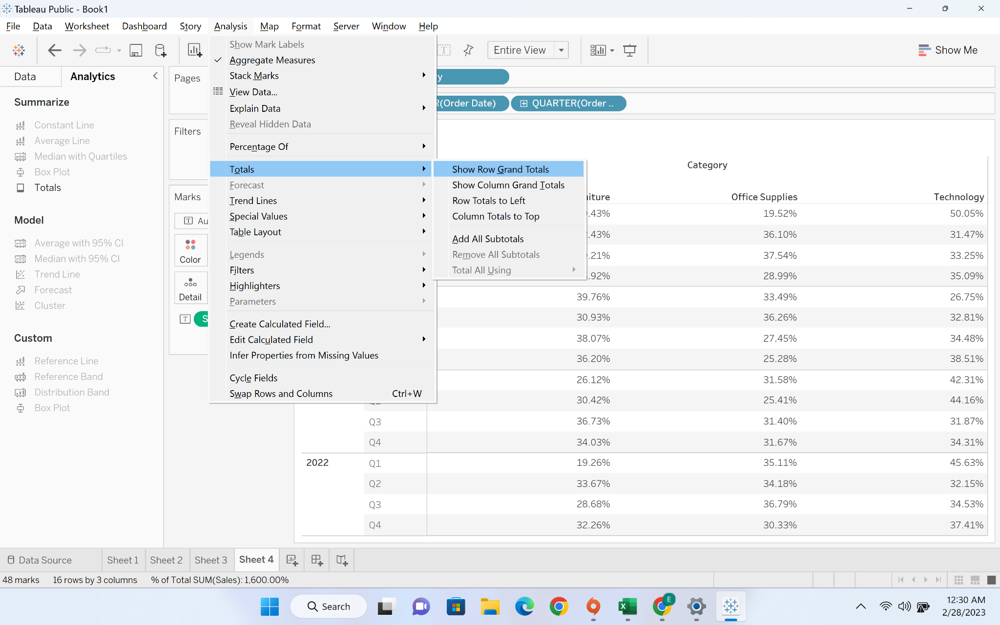 Tableau Public - Book1
File Data Worksheet Dashboard Story Analysis Map Format Server Window Help
Entire View
Show Me
Data
Analytics
Summarize
Constant Line
Average Line
Median with Quartiles
Box Plot
Totals
Model
Average with 95% CI
Median with 95% CI
Trend Line
Forecast
Cluster
Custom
Reference Line
Reference Band
Distribution Band
Box Plot
Pages
Filters
Marks
Au
Color
Detail
S
Show Mark Labels
Aggregate Measures
Stack Marks
View Data...
Explain Data
Reveal Hidden Data
Percentage Of
Totals
Forecast
Trend Lines
Special Values
Table Layout
Legends
Filters
Highlighters
Parameters
Create Calculated Field...
Edit Calculated Field
Infer Properties from Missing Values
Cycle Fields
Swap Rows and Columns Ctrl+W
Show Row Grand Totals
Show Column Grand Totals
Row Totals to Left
Column Totals to Top
Add All Subtotals
Remove All Subtotals
Total All Using
y
R(Order Date) QUARTER(Order ..
Category
iture Office Supplies Technology
.43% 19.52% 50.05%
.43% 36.10% 31.47%
.21% 37.54% 33.25%
.92% 28.99% 35.09%
39.76% 33.49% 26.75%
30.93% 36.26% 32.81%
38.07% 27.45% 34.48%
36.20% 25.28% 38.51%
26.12% 31.58% 42.31%
30.42% 25.41% 44.16%
Q3 36.73% 31.40% 31.87%
Q4 34.03% 31.67% 34.31%
2022 Q1 19.26% 35.11% 45.63%
Q2 33.67% 34.18% 32.15%
Q3 28.68% 36.79% 34.53%
Q4 32.26% 30.33% 37.41%
Data Source Sheet 1 Sheet 2 Sheet 3 Sheet 4
48 marks 16 rows by 3 columns % of Total SUM(Sales): 1,600.00%
Search
E
12:30 AM
2/28/2023